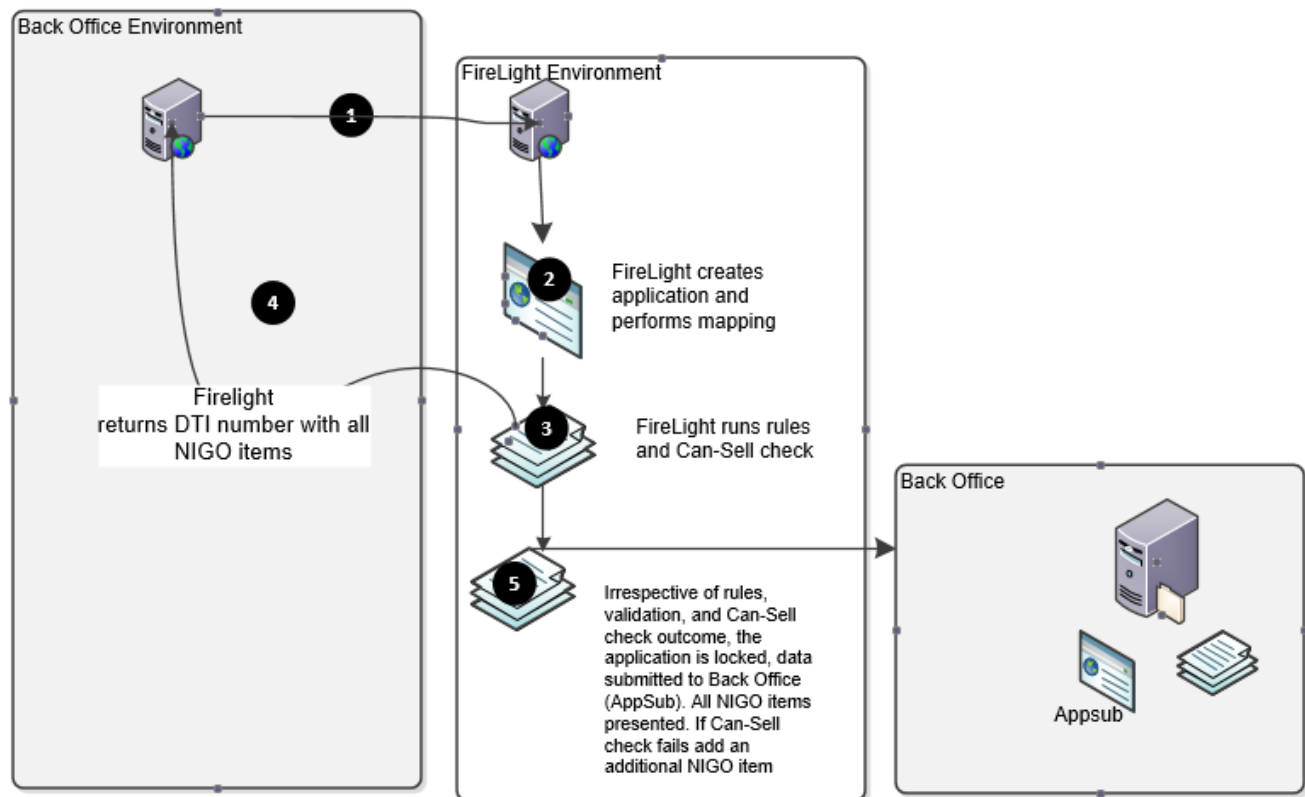 Back Office Environment
FireLight Environment
1
2
FireLight creates
application and
performs mapping
4
Firelight
returns DTI number with all
NIGO items
3
FireLight runs rules
and Can-Sell check
Back Office
5
Irrespective of rules,
validation, and Can-Sell
check outcome, the
application is locked, data
submitted to Back Office
(AppSub). All NIGO items
presented. If Can-Sell
check fails add an
additional NIGO item
Appsub